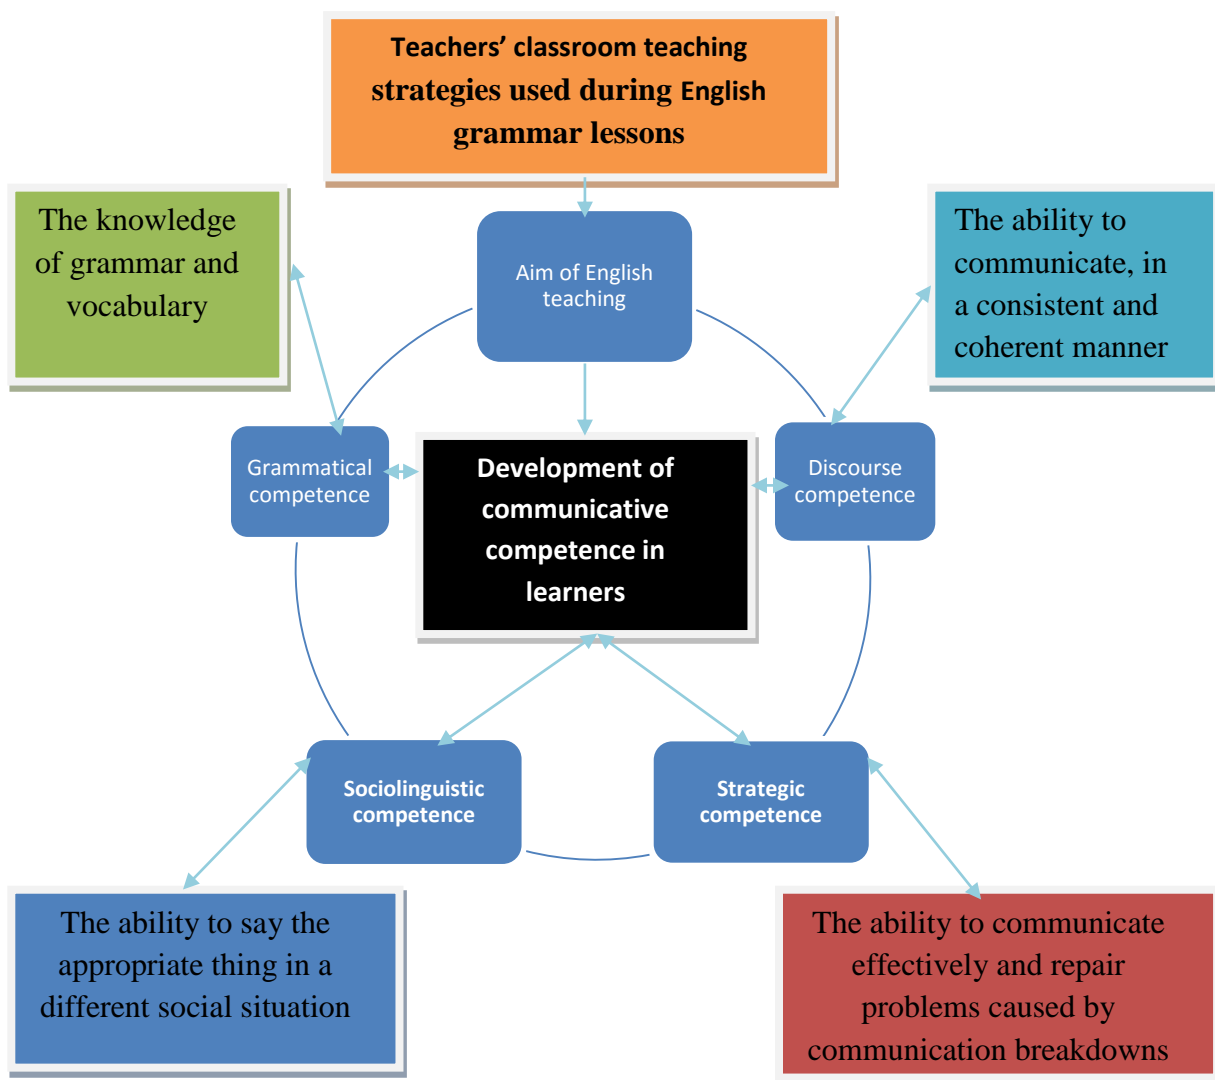 Teachers’ classroom teaching
strategies used during English
grammar lessons
The knowledge
of grammar and
vocabulary
Aim of English
teaching
The ability to
communicate, in
a consistent and
coherent manner
Grammatical
competence
Development of
communicative
competence in
learners
Discourse
competence
Sociolinguistic
competence
Strategic
competence
The ability to say the
appropriate thing in a
different social situation
The ability to communicate
effectively and repair
problems caused by
communication breakdowns